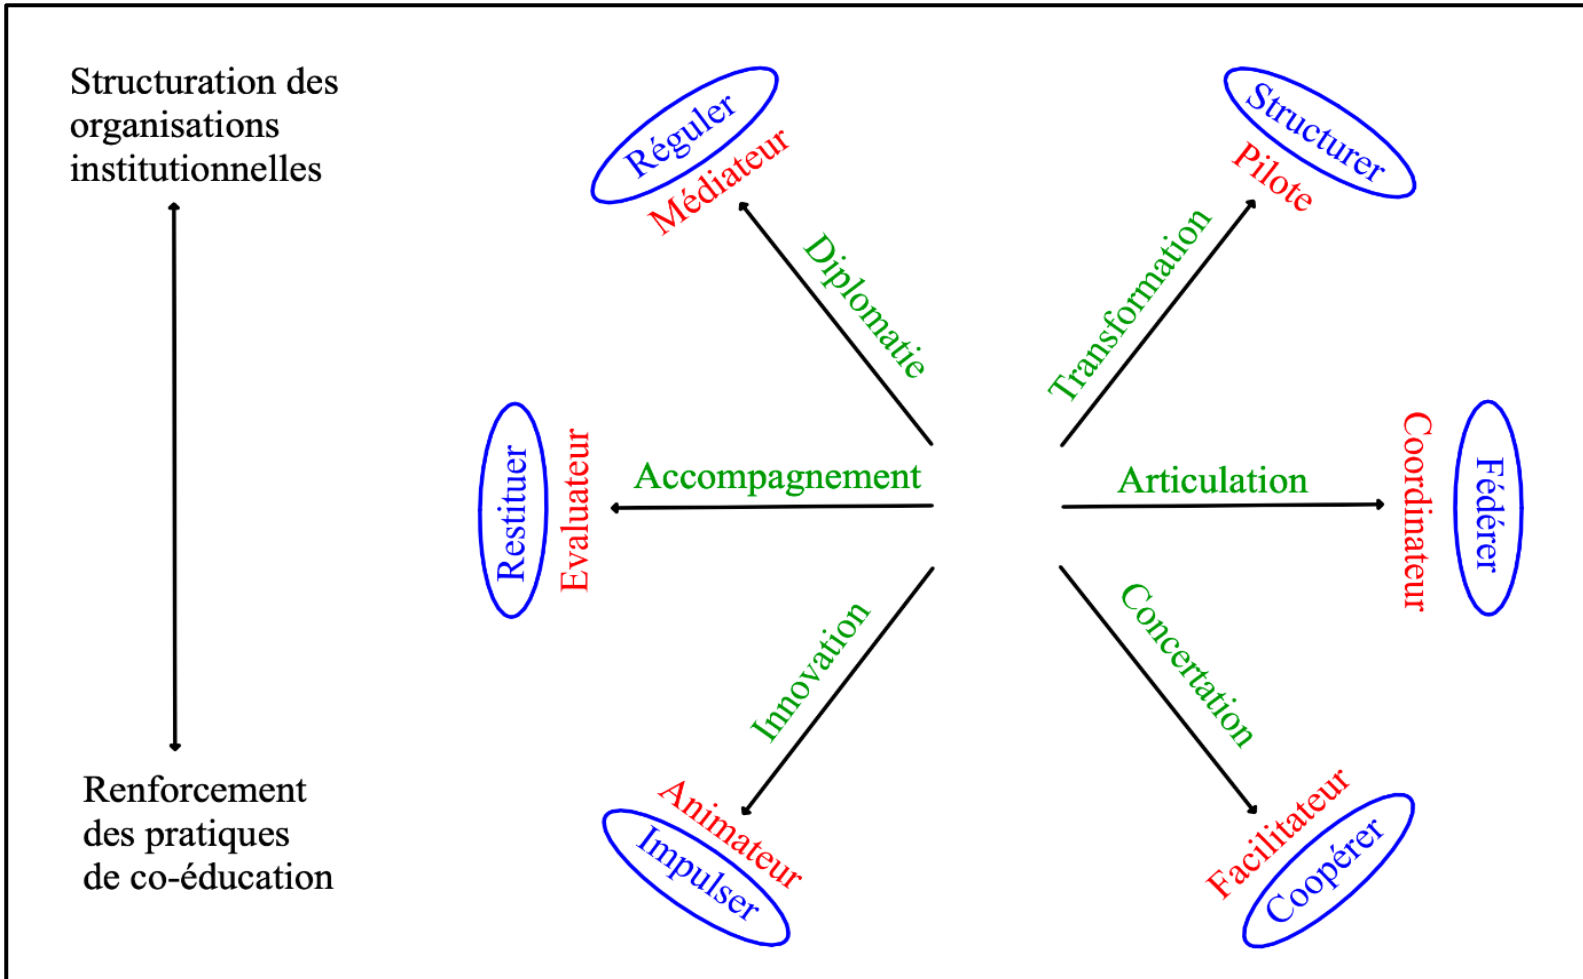 Structuration des
organisations
institutionnelles
Réguler
Médiateur
Structurer
Pilote
Diplomatie
Transformation
Restituer
Evaluateur
Accompagnement
Articulation
Coordinateur
Fédérer
Innovation
Concertation
Renforcement
des pratiques
de co-éducation
Animateur
Impulser
Facilitateur
Coopérer